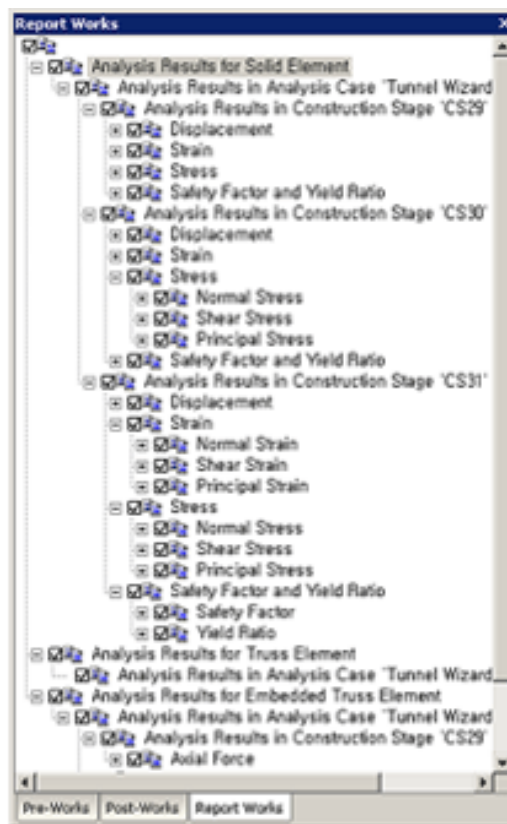 Report Works
Analysis Results for Solid Element
Analysis Results in Analysis Case 'Tunnel Wizard
Analysis Results in Construction Stage 'CS29'
Displacement
Strain
Stress
Safety Factor and Yield Ratio
Analysis Results in Construction Stage 'CS30'
Displacement
Strain
Stress
Normal Stress
Shear Stress
Principal Stress
Safety Factor and Yield Ratio
Analysis Results in Construction Stage 'CS31'
Displacement
Strain
Normal Strain
Shear Strain
Principal Strain
Stress
Normal Stress
Shear Stress
Principal Stress
Safety Factor and Yield Ratio
Safety Factor
Yield Ratio
Analysis Results for Truss Element
Analysis Results in Analysis Case 'Tunnel Wizard
Analysis Results for Embedded Truss Element
Analysis Results in Analysis Case 'Tunnel Wizard
Analysis Results in Construction Stage 'CS29'
Axial Force
Pre-Works Post-Works Report Works